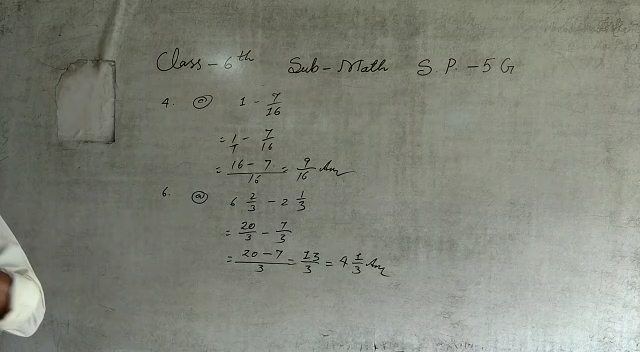 Class - 6th Sub - Math S. P. - 5 G
4. ⓐ 1 - 7/16
= 1/1 - 7/16
= 16 - 7/16 = 9/16 Ans
6. ⓐ 6 2/3 - 2 1/3
= 20/3 - 7/3
= 20 - 7/3 = 13/3 = 4 1/3 Ans